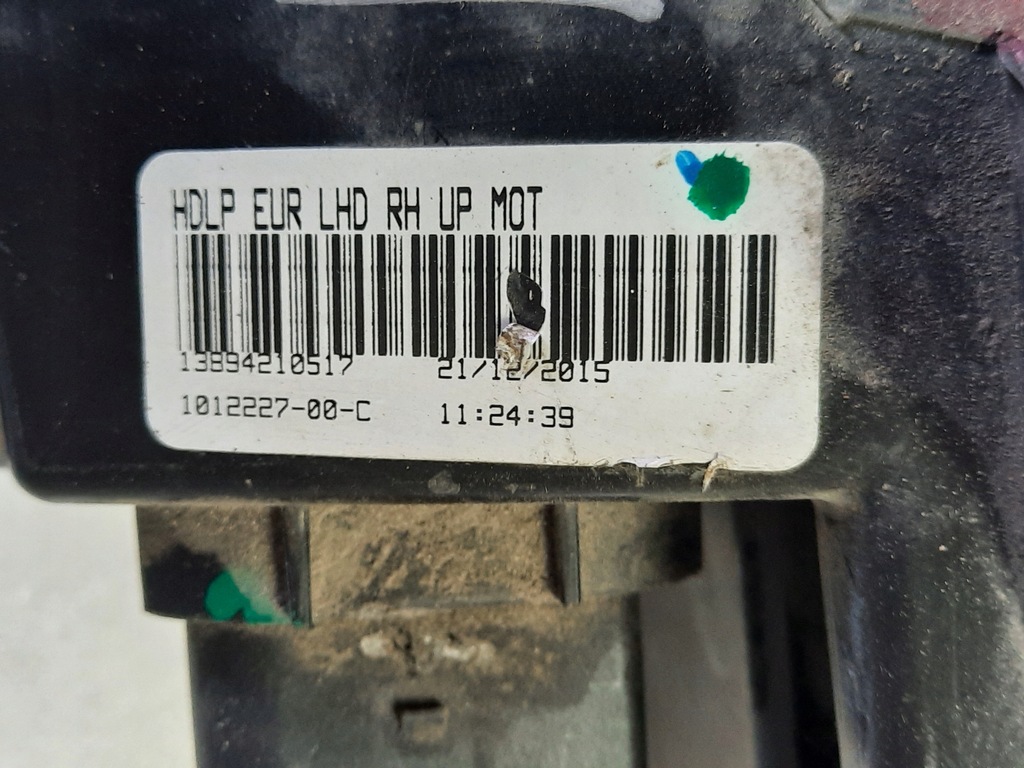 HDLP EUR LHD RH UP MOT
13894210517 21/12/2015
1012227-00-C 11:24:39